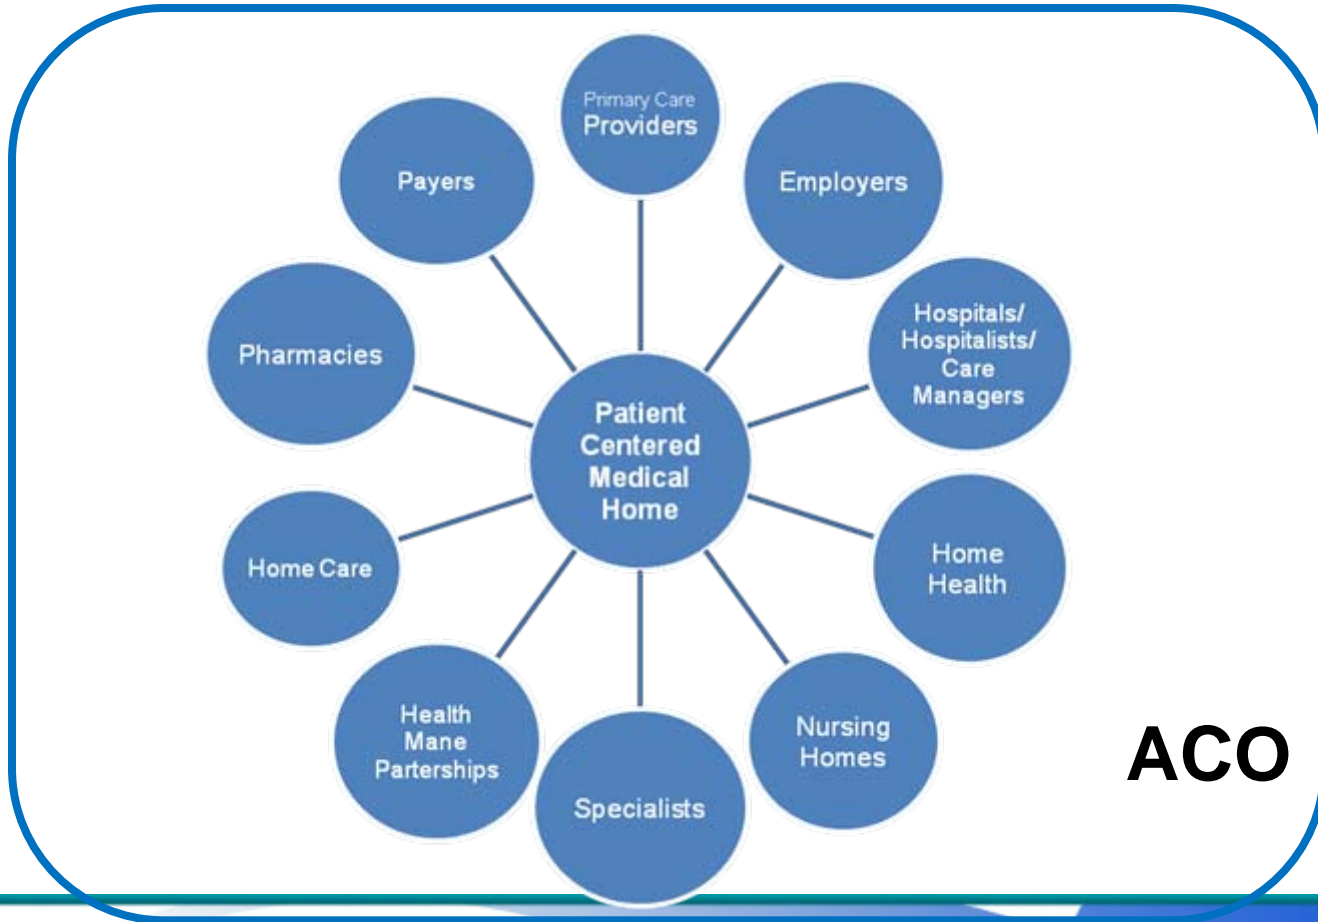 Primary Care
Providers
Employers
Payers
Hospitals/
Hospitalists/
Care
Managers
Pharmacies
Patient
Centered
Medical
Home
Home
Health
Home Care
Nursing
Homes
Health
Mane
Parterships
Specialists
ACO